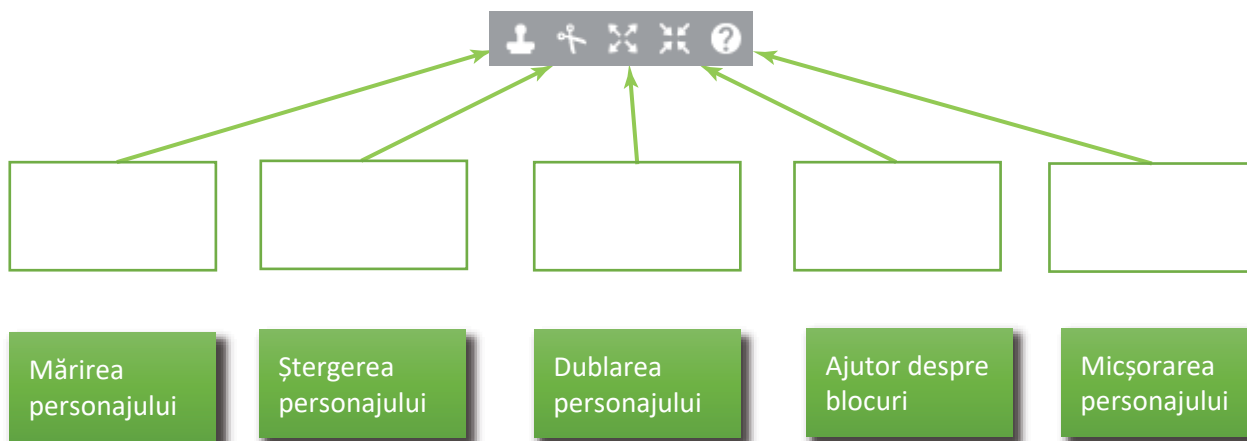 Mărirea
personajului
Ștergerea
personajului
Dublarea
personajului
Ajutor despre
blocuri
Micșorarea
personajului